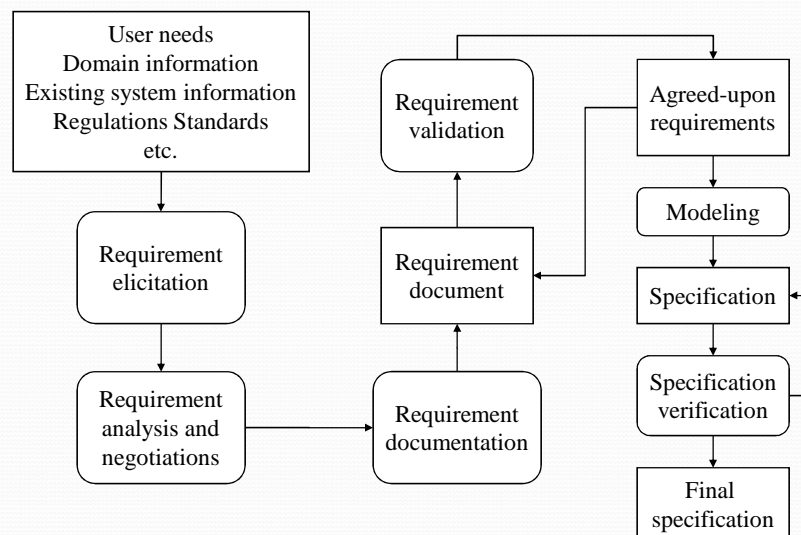 User needs
Domain information
Existing system information
Regulations Standards
etc.
Requirement
elicitation
Requirement
analysis and
negotiations
Requirement
documentation
Requirement
document
Requirement
validation
Agreed-upon
requirements
Modeling
Specification
Specification
verification
Final
specification